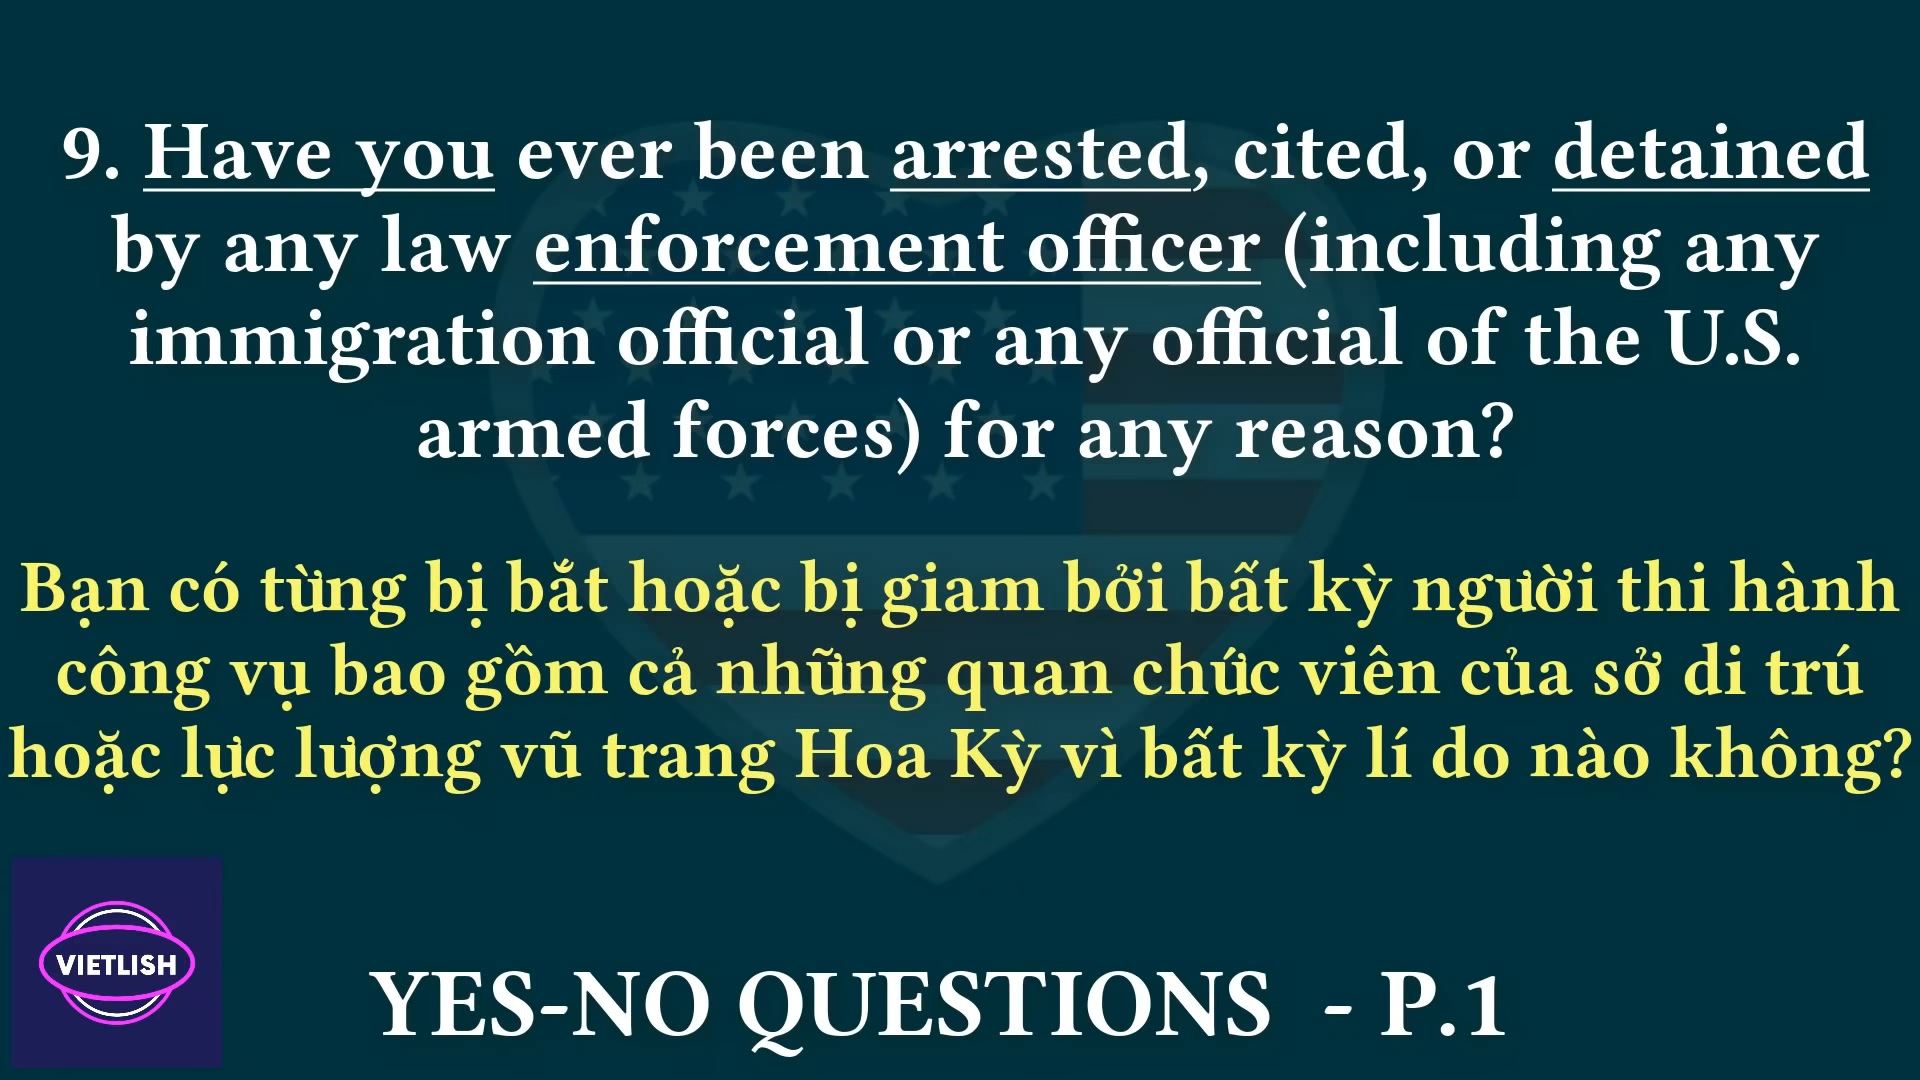 9. Have you ever been arrested, cited, or detained
by any law enforcement officer (including any
immigration official or any official of the U.S.
armed forces) for any reason?
Bạn có từng bị bắt hoặc bị giam bởi bất kỳ người thi hành
công vụ bao gồm cả những quan chức viên của sở di trú
hoặc lực lượng vũ trang Hoa Kỳ vì bất kỳ lí do nào không?
VIETLISH
YES-NO QUESTIONS - P.1